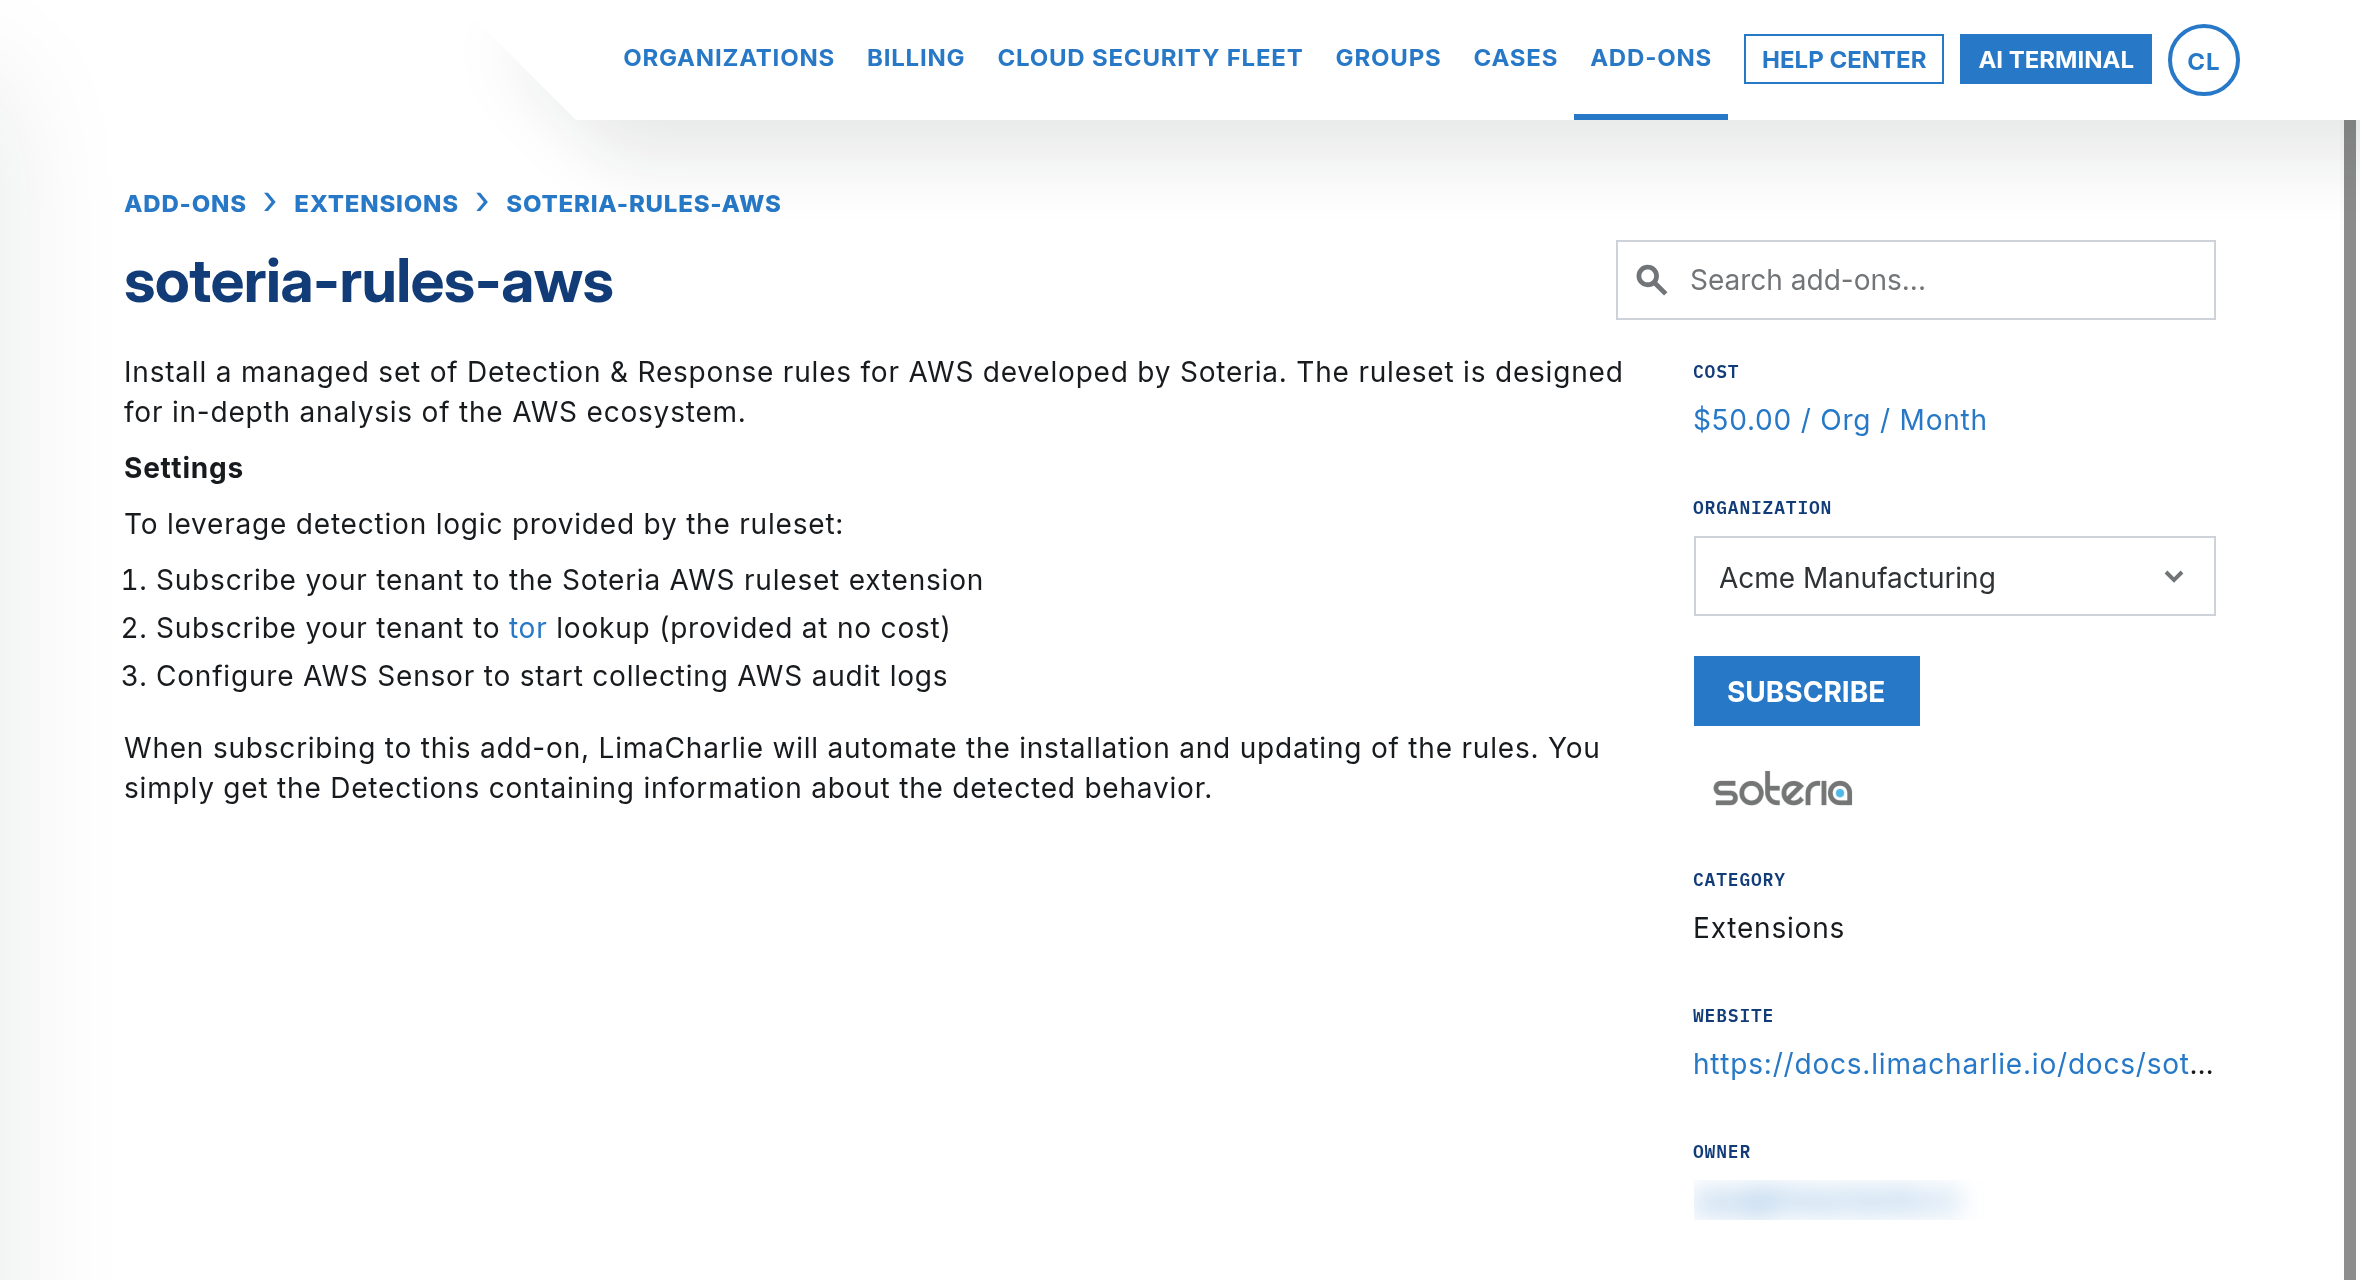 ORGANIZATIONS BILLING CLOUD SECURITY FLEET GROUPS CASES ADD-ONS HELP CENTER AI TERMINAL CL
ADD-ONS > EXTENSIONS > SOTERIA-RULES-AWS
soteria-rules-aws
Search add-ons...
Install a managed set of Detection & Response rules for AWS developed by Soteria. The ruleset is designed
for in-depth analysis of the AWS ecosystem.
Settings
To leverage detection logic provided by the ruleset:
1. Subscribe your tenant to the Soteria AWS ruleset extension
2. Subscribe your tenant to tor lookup (provided at no cost)
3. Configure AWS Sensor to start collecting AWS audit logs
When subscribing to this add-on, LimaCharlie will automate the installation and updating of the rules. You
simply get the Detections containing information about the detected behavior.
COST
$50.00 / Org / Month
ORGANIZATION
Acme Manufacturing
SUBSCRIBE
soteria
CATEGORY
Extensions
WEBSITE
https://docs.limacharlie.io/docs/sot...
OWNER